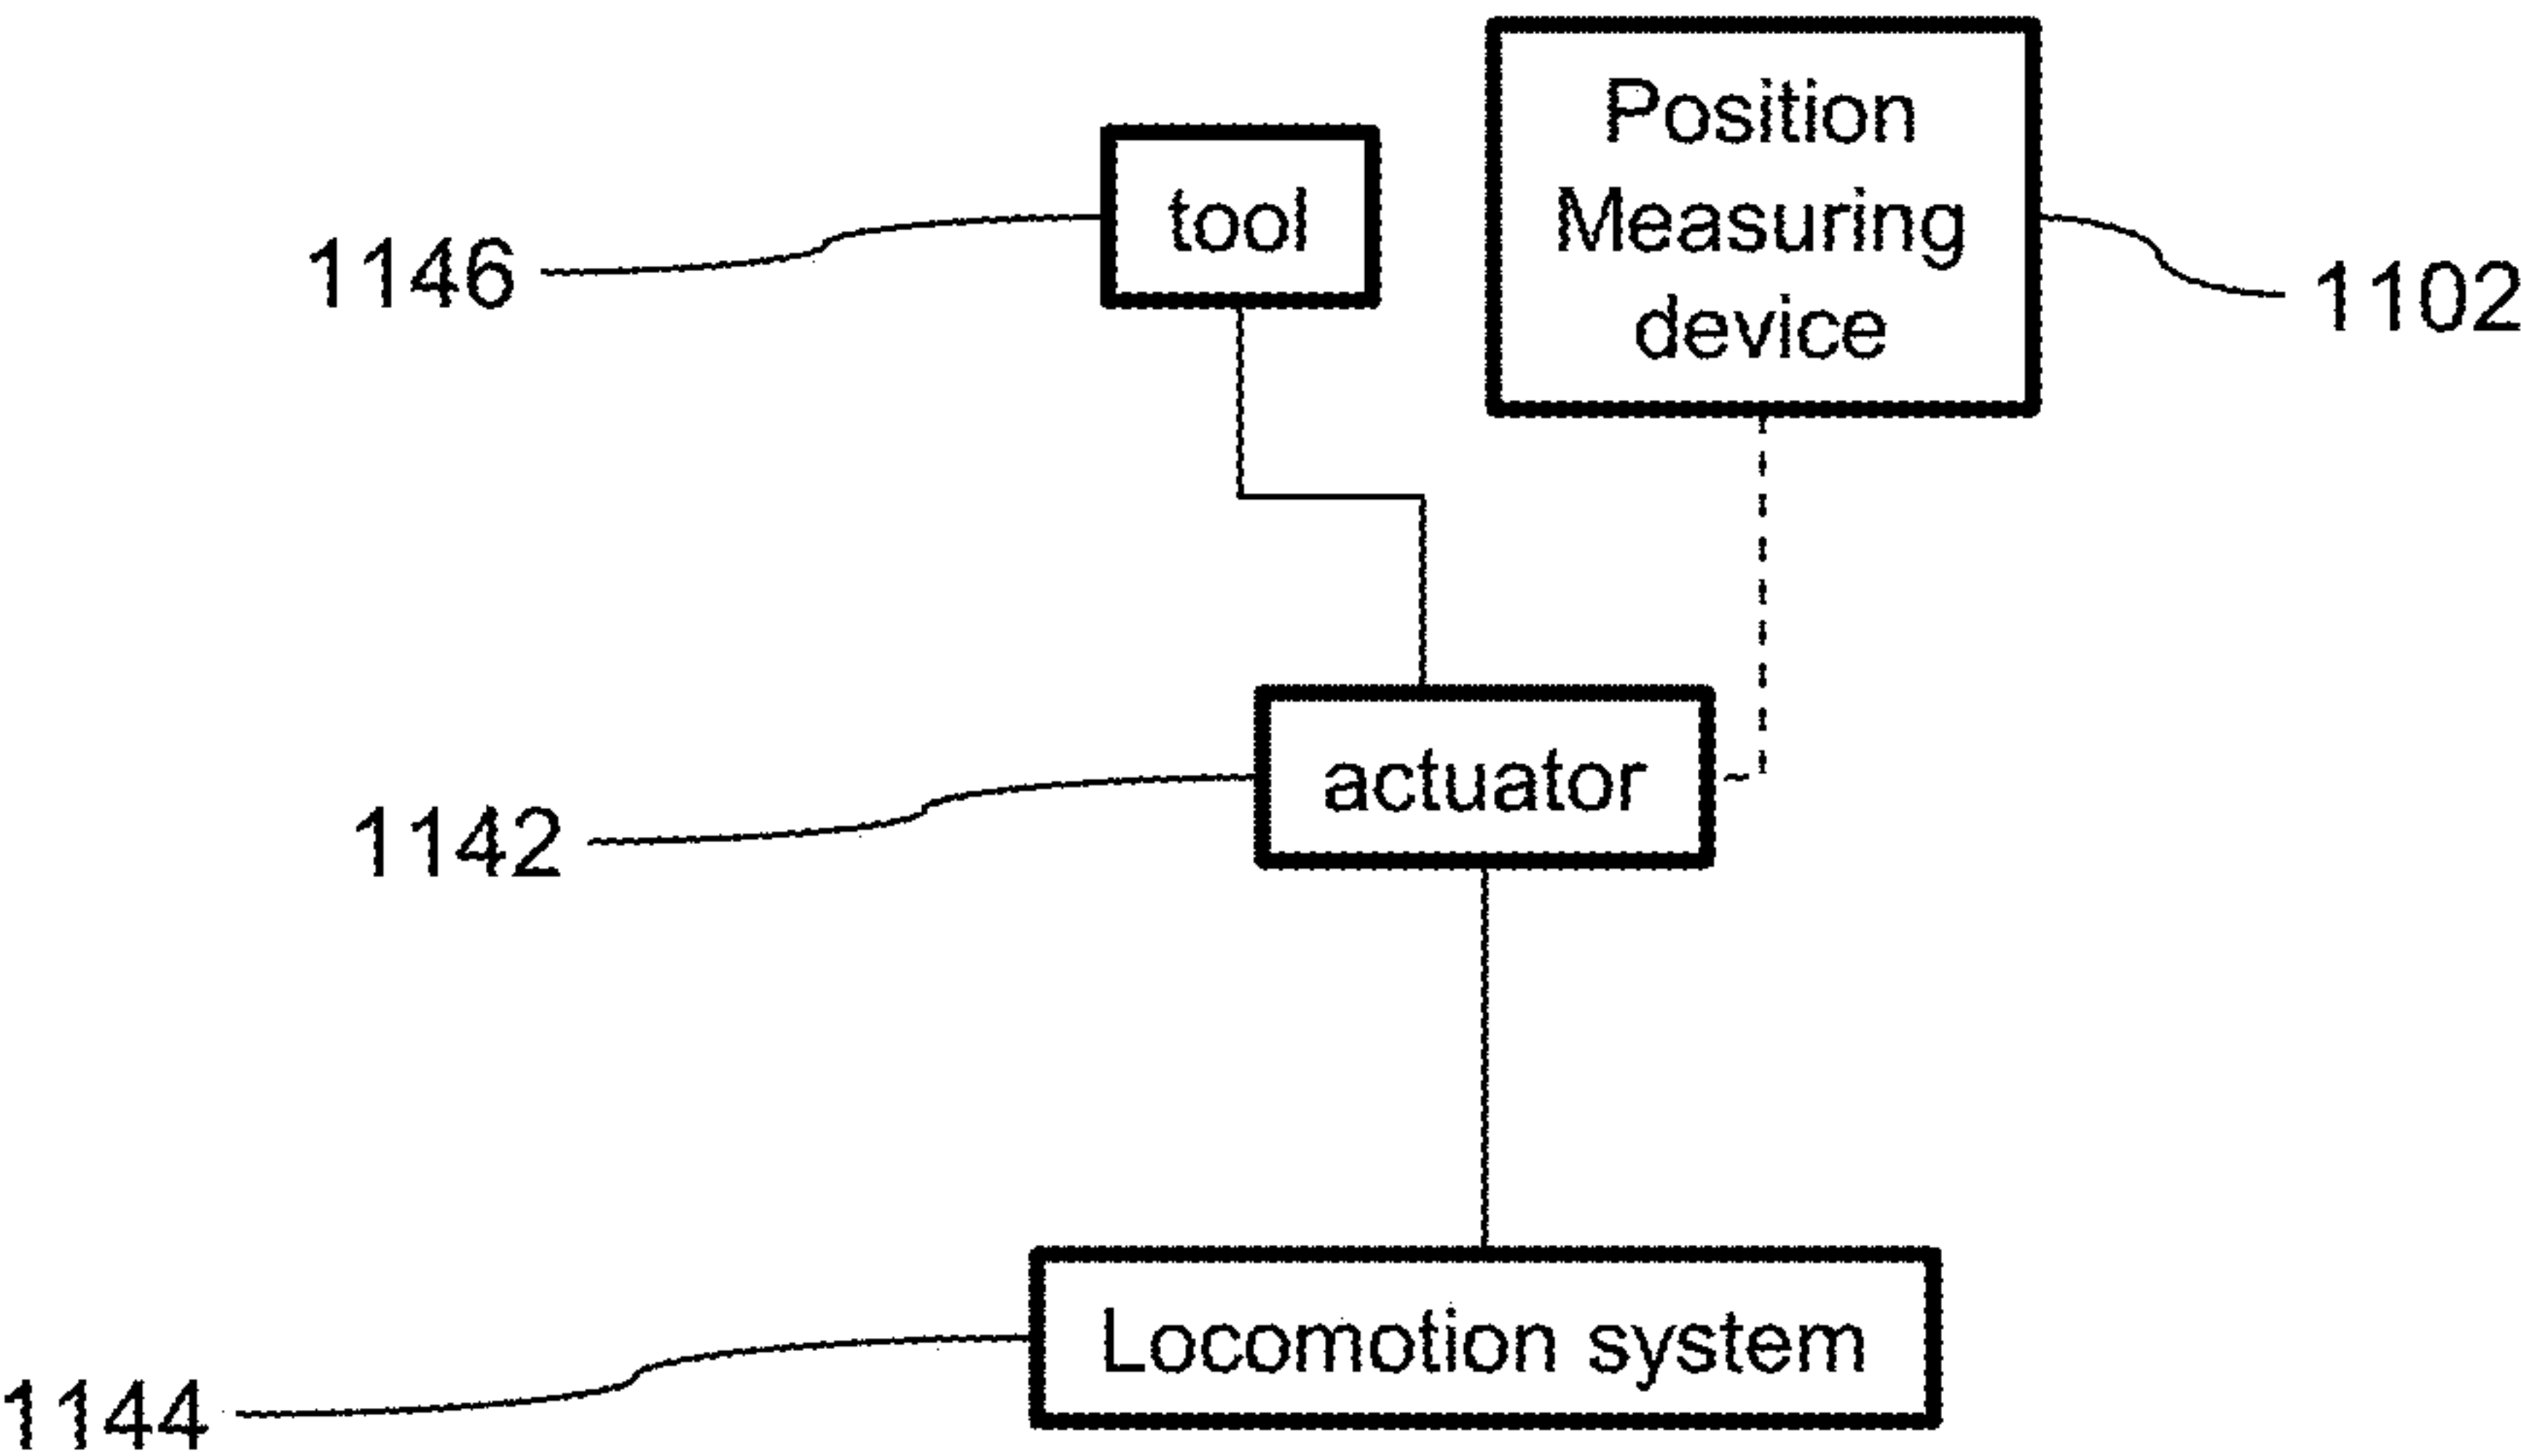 Position
Measuring
device
tool
1146
1102
actuator
1142
Locomotion system
1144